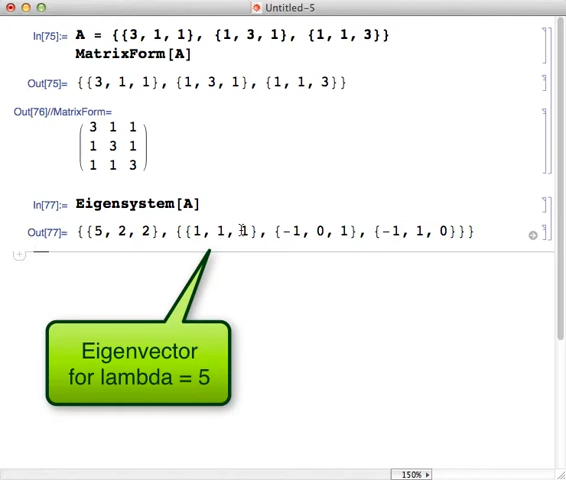 Untitled-5
In[75]:= A = {{3, 1, 1}, {1, 3, 1}, {1, 1, 3}}
MatrixForm[A]
Out[75]= {{3, 1, 1}, {1, 3, 1}, {1, 1, 3}}
Out[76]//MatrixForm=
3 1 1
1 3 1
1 1 3
In[77]:= Eigensystem[A]
Out[77]= {{5, 2, 2}, {{1, 1, 1}, {-1, 0, 1}, {-1, 1, 0}}}
Eigenvector
for lambda = 5
150%